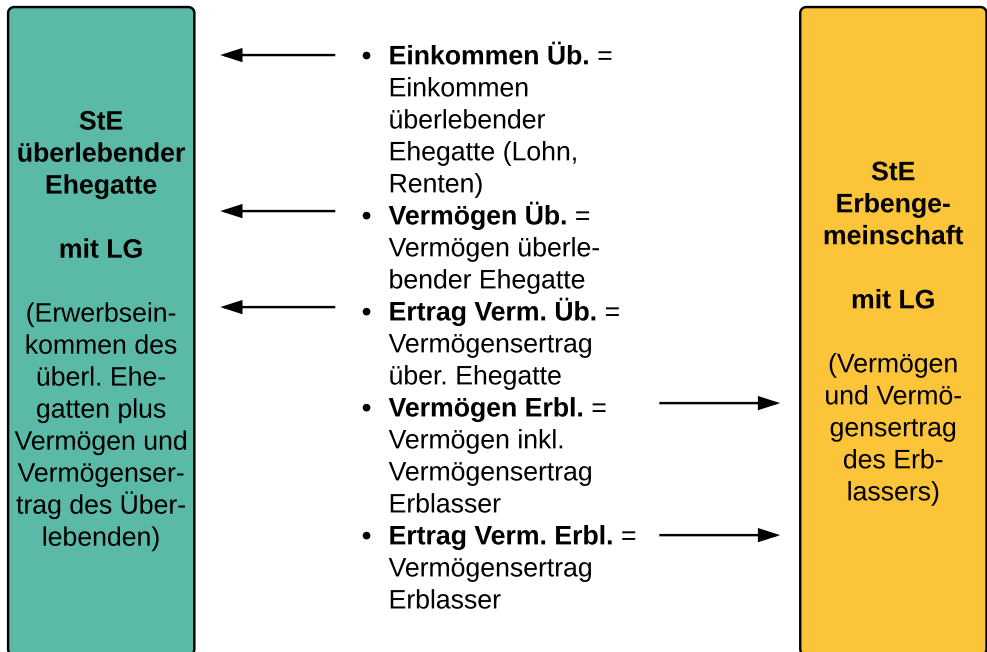 StE
überlebender
Ehegatte
mit LG
(Erwerbsein-
kommen des
überl. Ehe-
gatten plus
Vermögen und
Vermögenser-
trag des Über-
lebenden)
• Einkommen Üb. =
Einkommen
überlebender
Ehegatte (Lohn,
Renten)
• Vermögen Üb. =
Vermögen überle-
bender Ehegatte
• Ertrag Verm. Üb. =
Vermögensertrag
über. Ehegatte
• Vermögen Erbl. =
Vermögen inkl.
Vermögensertrag
Erblasser
• Ertrag Verm. Erbl. =
Vermögensertrag
Erblasser
StE
Erbenge-
meinschaft
mit LG
(Vermögen
und Vermö-
gensertrag
des Erb-
lassers)